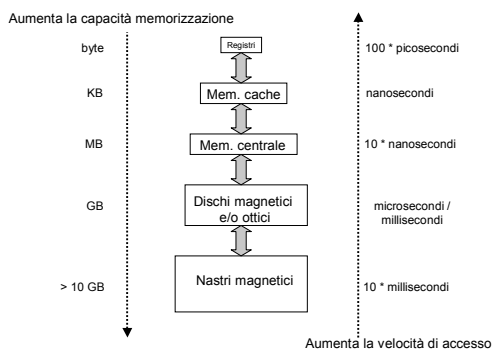 Aumenta la capacità memorizzazione
byte
Registri
100 * picosecondi
KB
Mem. cache
nanosecondi
MB
Mem. centrale
10 * nanosecondi
GB
Dischi magnetici
e/o ottici
microsecondi /
millisecondi
> 10 GB
Nastri magnetici
10 * millisecondi
Aumenta la velocità di accesso